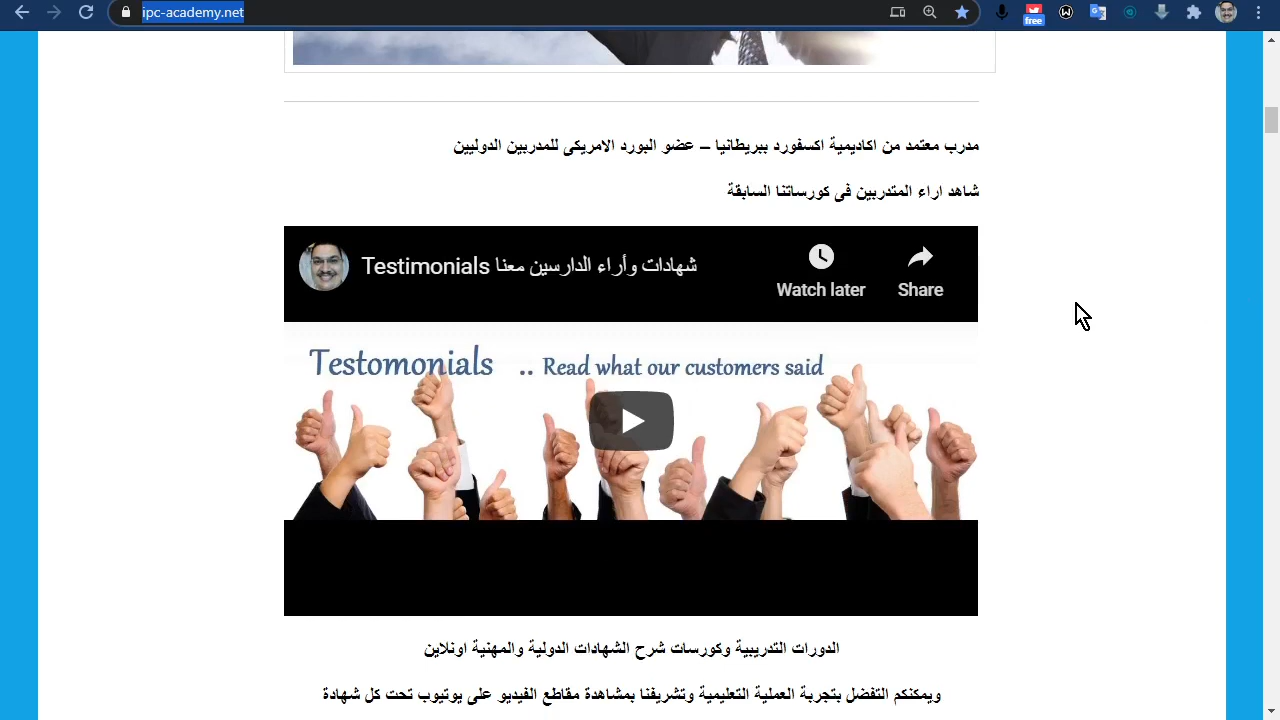 ipc-academy.net
free
مدرب معتمد من اكاديمية اكسفورد ببريطانيا – عضو البورد الامريكى للمدربين الدوليين
شاهد اراء المتدربين فى كورساتنا السابقة
Testimonials شهادات وأراء الدارسين معنا
Watch later
Share
Testomonials .. Read what our customers said
الدورات التدريبية وكورسات شرح الشهادات الدولية والمهنية اونلاين
ويمكنكم التفضل بتجربة العملية التعليمية وتشريفنا بمشاهدة مقاطع الفيديو على يوتيوب تحت كل شهادة